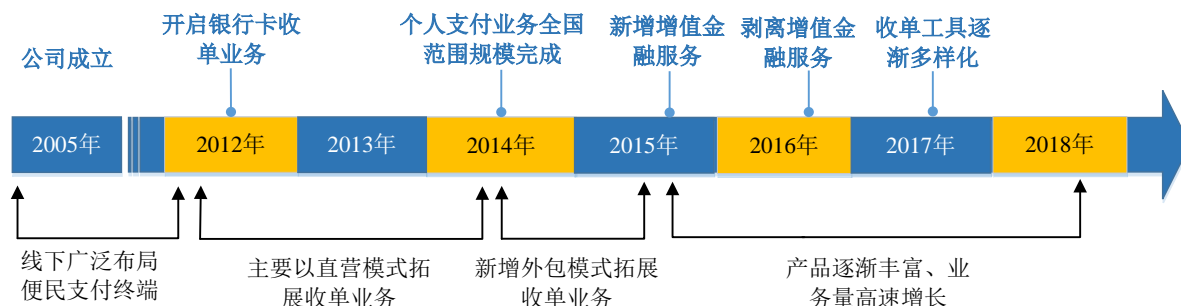 公司成立
开启银行卡收
单业务
个人支付业务全国
范围规模完成
新增增值金
融服务
剥离增值金
融服务
收单工具逐
渐多样化
2005年
2012年
2013年
2014年
2015年
2016年
2017年
2018年
线下广泛布局
便民支付终端
主要以直营模式拓
展收单业务
新增外包模式拓展
收单业务
产品逐渐丰富、业
务量高速增长